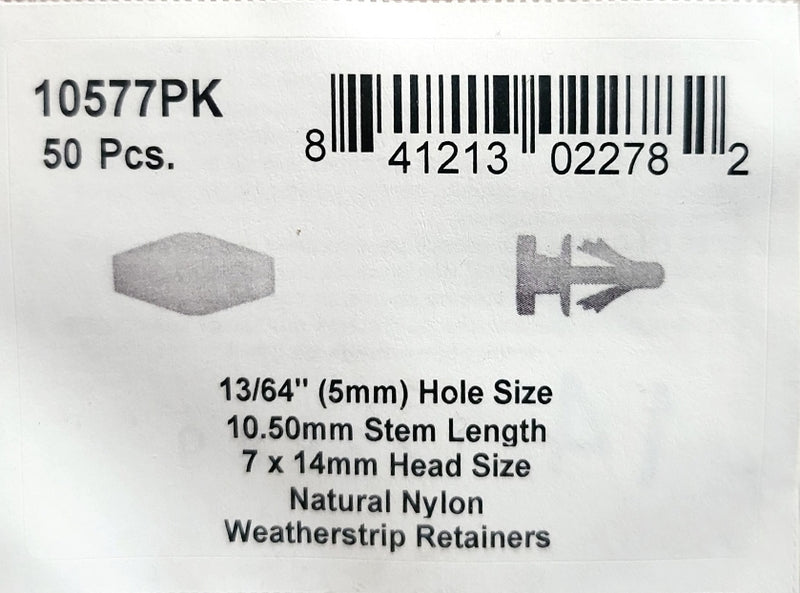 10577PK
50 Pcs.
8 41213 02278 2
13/64" (5mm) Hole Size
10.50mm Stem Length
7 x 14mm Head Size
Natural Nylon
Weatherstrip Retainers